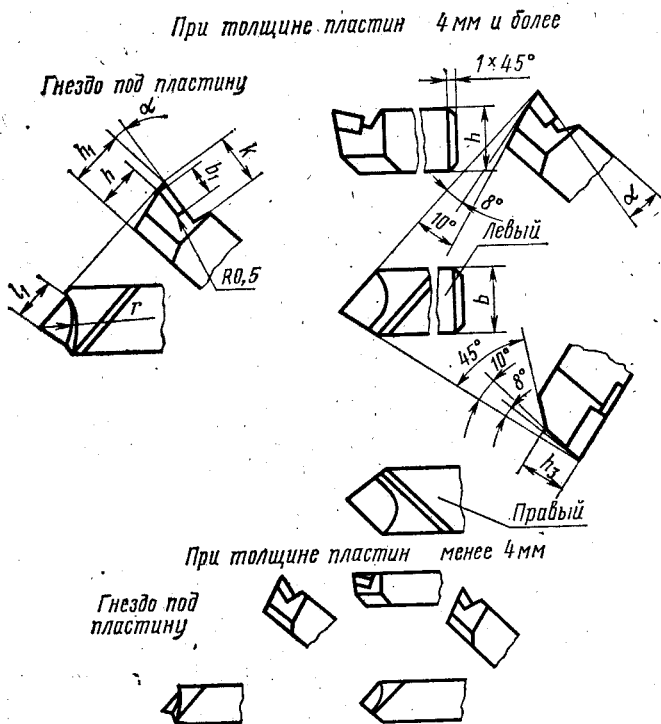 При толщине пластин 4 мм и более
Гнездо под пластину
1×45°
α
h₁
h
b₁
K
R0,5
l₁
r
h
8°
10°
α
Левый
b
45°
10°
8°
h₃
Правый
При толщине пластин менее 4 мм
Гнездо под
пластину